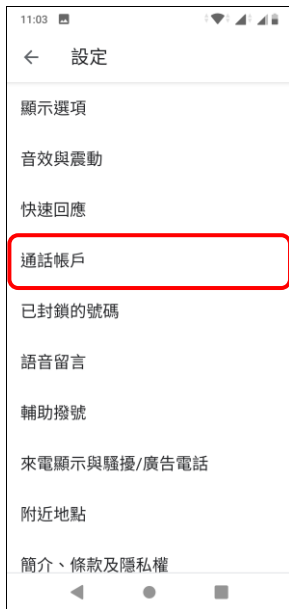 11:03
設定
顯示選項
音效與震動
快速回應
通話帳戶
已封鎖的號碼
語音留言
輔助撥號
來電顯示與騷擾/廣告電話
附近地點
簡介、條款及隱私權